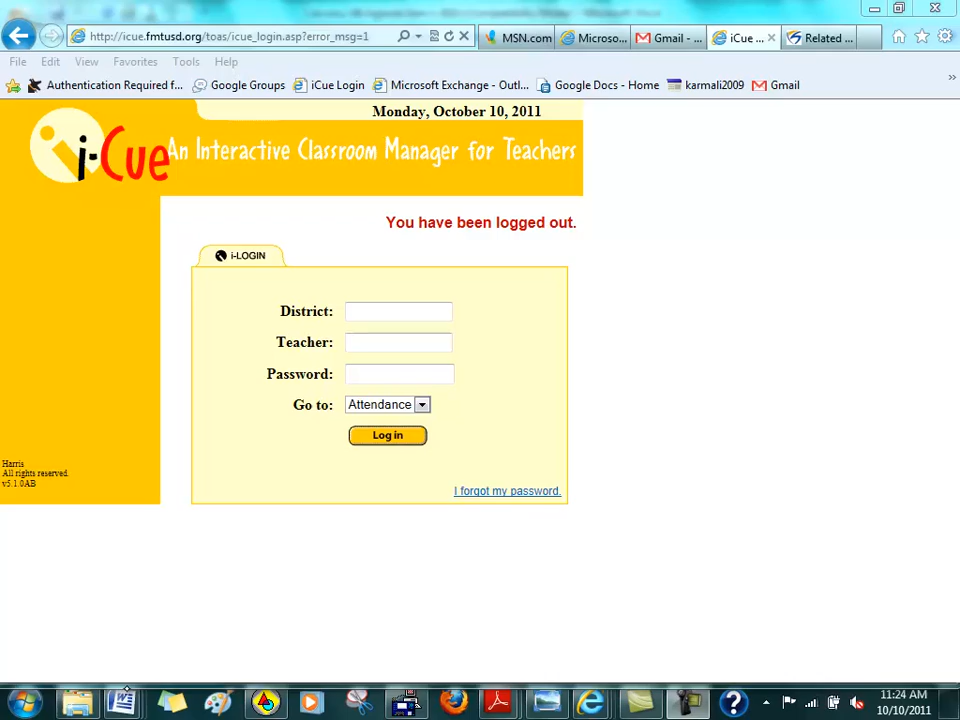 http://icue.fmtusd.org/toas/icue_login.asp?error_msg=1
MSN.com
Microso...
Gmail - ...
iCue ...
Related ...
File Edit View Favorites Tools Help
Authentication Required f...
Google Groups
iCue Login
Microsoft Exchange - Outl...
Google Docs - Home
karmali2009
Gmail
Monday, October 10, 2011
i-Cue An Interactive Classroom Manager for Teachers
You have been logged out.
i-LOGIN
District:
Teacher:
Password:
Go to: Attendance
Log in
I forgot my password.
Harris
All rights reserved.
v5.1.0AB
11:24 AM
10/10/2011